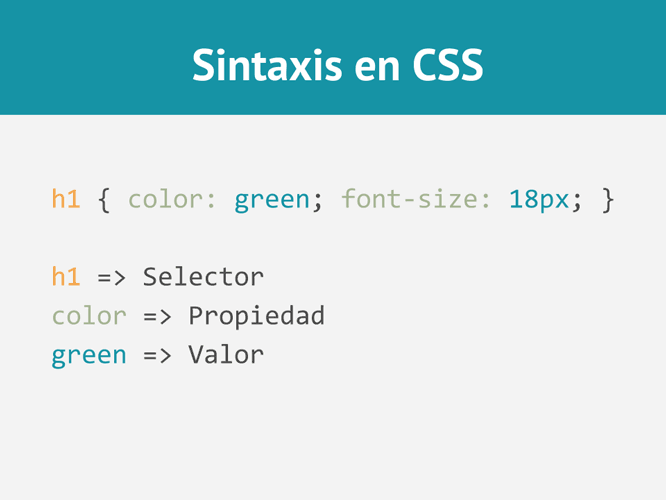 Sintaxis en CSS
h1 { color: green; font-size: 18px; }
h1 => Selector
color => Propiedad
green => Valor